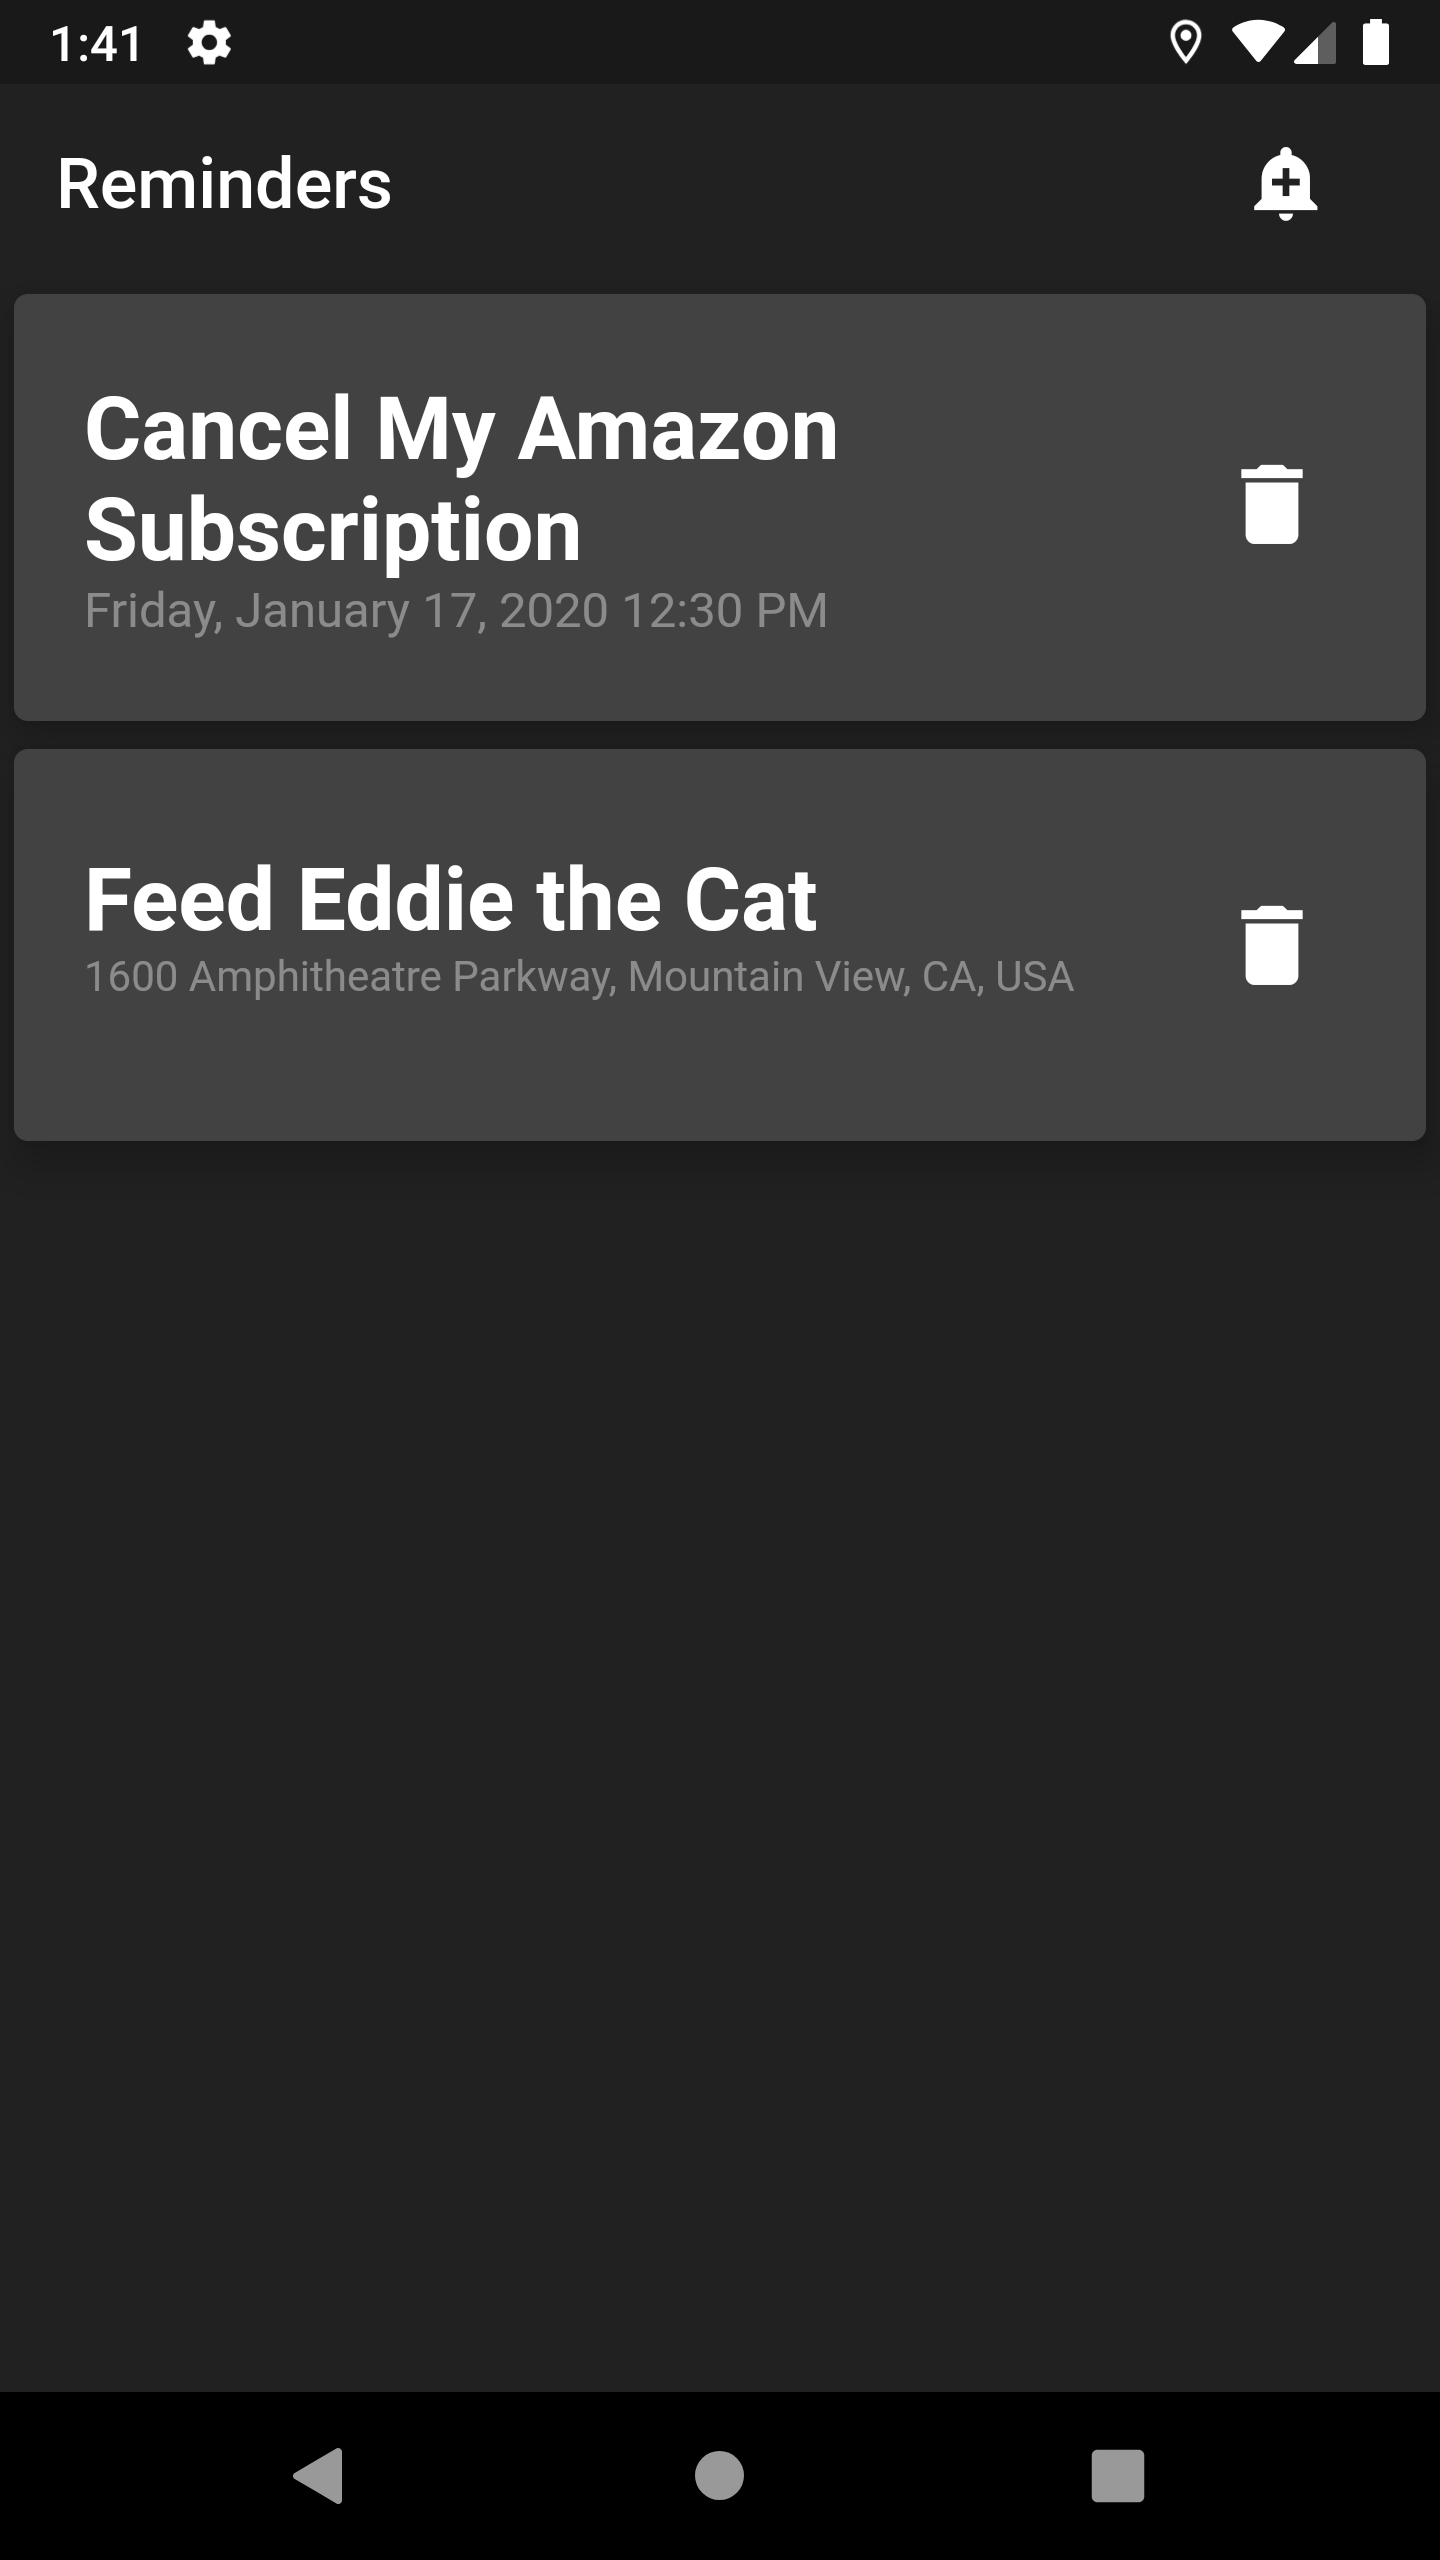 1:41
Reminders
Cancel My Amazon
Subscription
Friday, January 17, 2020 12:30 PM
Feed Eddie the Cat
1600 Amphitheatre Parkway, Mountain View, CA, USA